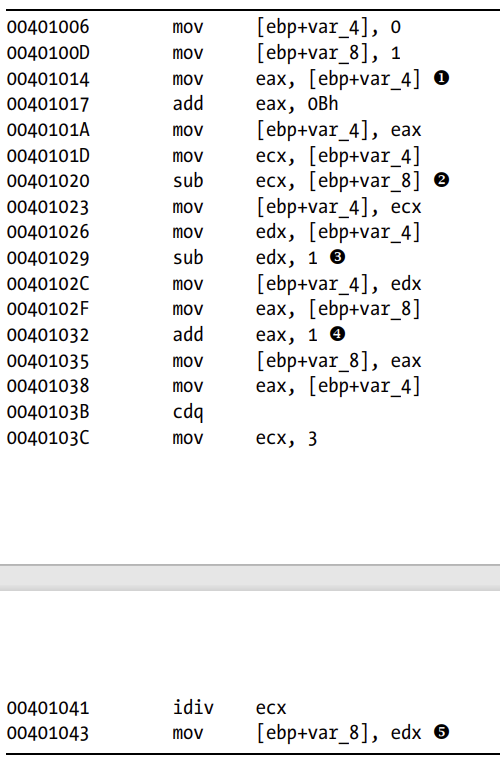 00401006 mov [ebp+var_4], 0
0040100D mov [ebp+var_8], 1
00401014 mov eax, [ebp+var_4] ❶
00401017 add eax, 0Bh
0040101A mov [ebp+var_4], eax
0040101D mov ecx, [ebp+var_4]
00401020 sub ecx, [ebp+var_8] ❷
00401023 mov [ebp+var_4], ecx
00401026 mov edx, [ebp+var_4]
00401029 sub edx, 1 ❸
0040102C mov [ebp+var_4], edx
0040102F mov eax, [ebp+var_8]
00401032 add eax, 1 ❹
00401035 mov [ebp+var_8], eax
00401038 mov eax, [ebp+var_4]
0040103B cdq
0040103C mov ecx, 3
00401041 idiv ecx
00401043 mov [ebp+var_8], edx ❺